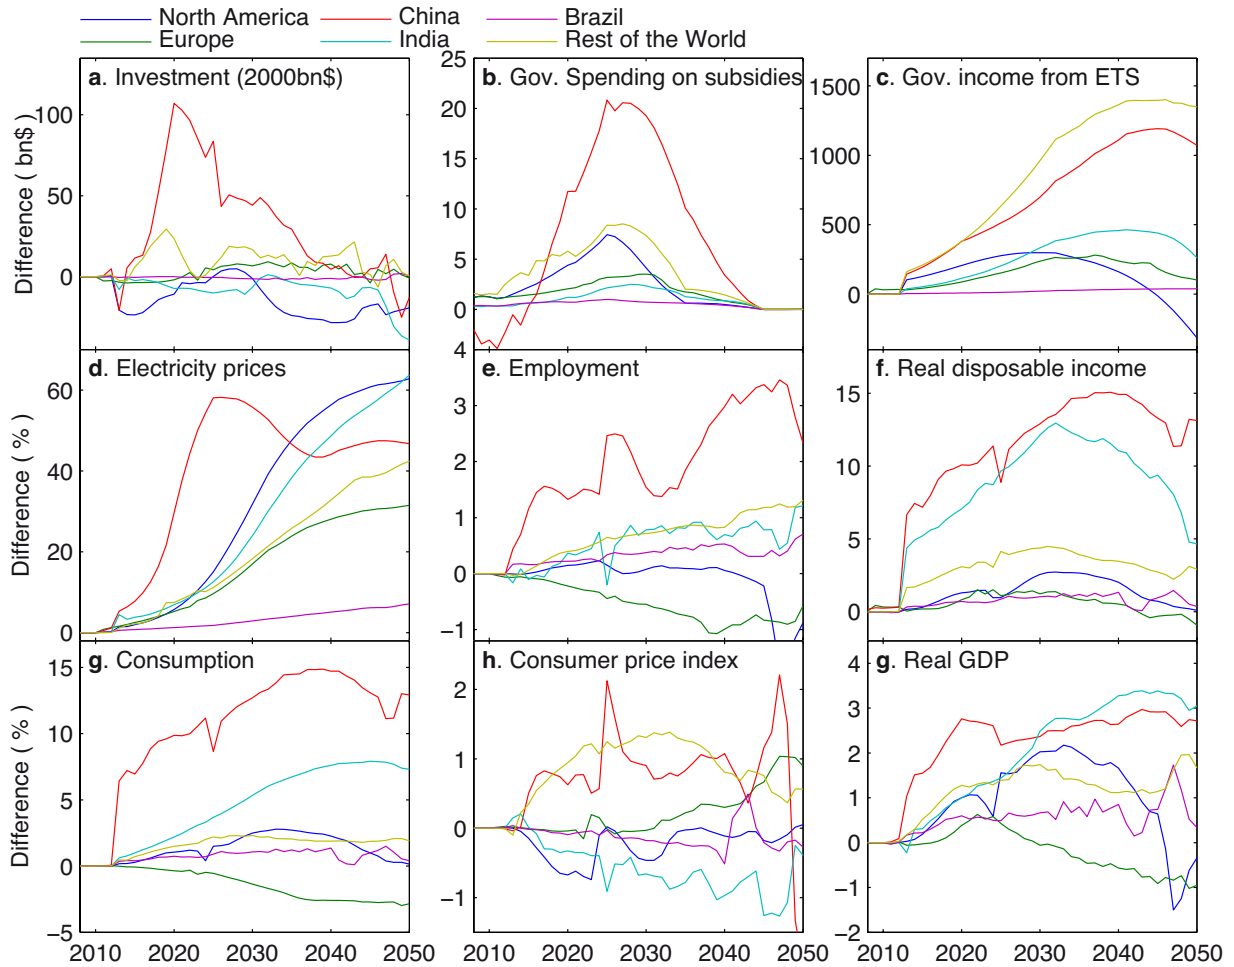 North America China Brazil
Europe India Rest of the World
a. Investment (2000bn$)
b. Gov. Spending on subsidies
c. Gov. income from ETS
Difference ( bn$ )
100
50
0
25
20
15
10
5
0
1500
1000
500
0
d. Electricity prices
e. Employment
f. Real disposable income
Difference ( % )
60
40
20
0
4
3
2
1
0
−1
15
10
5
0
g. Consumption
h. Consumer price index
g. Real GDP
Difference ( % )
15
10
5
0
−5
2
1
0
−1
4
3
2
1
0
−1
−2
2010 2020 2030 2040 2050 2010 2020 2030 2040 2050 2010 2020 2030 2040 2050